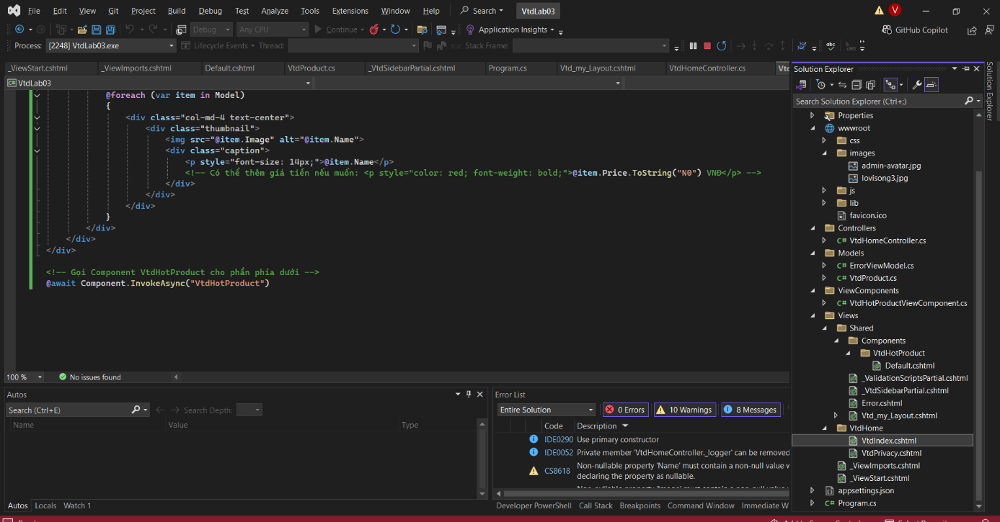 File Edit View Git Project Build Debug Test Analyze Tools Extensions Window Help Search VtdLab03 V
Debug Any CPU Continue Application Insights GitHub Copilot
Process: [2248] VtdLab03.exe Lifecycle Events Thread: Stack Frame:
_ViewStart.cshtml _ViewImports.cshtml Default.cshtml VtdProduct.cs _VtdSidebarPartial.cshtml Program.cs Vtd_my_Layout.cshtml VtdHomeController.cs
VtdLab03
@foreach (var item in Model)
{
<div class="col-md-4 text-center">
<div class="thumbnail">
<img src="@item.Image" alt="@item.Name">
<div class="caption">
<p style="font-size: 14px;">@item.Name</p>
<!-- Có thể thêm giá tiền nếu muốn: <p style="color: red; font-weight: bold;">@item.Price.ToString("N0") VNĐ</p> -->
</div>
</div>
</div>
}
</div>
</div>
</div>
<!-- Gọi Component VtdHotProduct cho phần phía dưới -->
@await Component.InvokeAsync("VtdHotProduct")
100 % No issues found
Autos
Search (Ctrl+E) Search Depth:
Name Value Type
Autos Locals Watch 1
Error List
Entire Solution 0 Errors 10 Warnings 8 Messages
Code Description
IDE0290 Use primary constructor
IDE0052 Private member 'VtdHomeController._logger' can be removed
CS8618 Non-nullable property 'Name' must contain a non-null value
declaring the property as nullable.
Developer PowerShell Call Stack Breakpoints Command Window Immediate W
Solution Explorer
Search Solution Explorer (Ctrl+;)
Properties
wwwroot
css
images
admin-avatar.jpg
lovisong3.jpg
js
lib
favicon.ico
Controllers
VtdHomeController.cs
Models
ErrorViewModel.cs
VtdProduct.cs
ViewComponents
VtdHotProductViewComponent.cs
Views
Shared
Components
VtdHotProduct
Default.cshtml
_ValidationScriptsPartial.cshtml
_VtdSidebarPartial.cshtml
Error.cshtml
Vtd_my_Layout.cshtml
VtdHome
VtdIndex.cshtml
VtdPrivacy.cshtml
_ViewImports.cshtml
_ViewStart.cshtml
appsettings.json
Program.cs
Solution Explorer